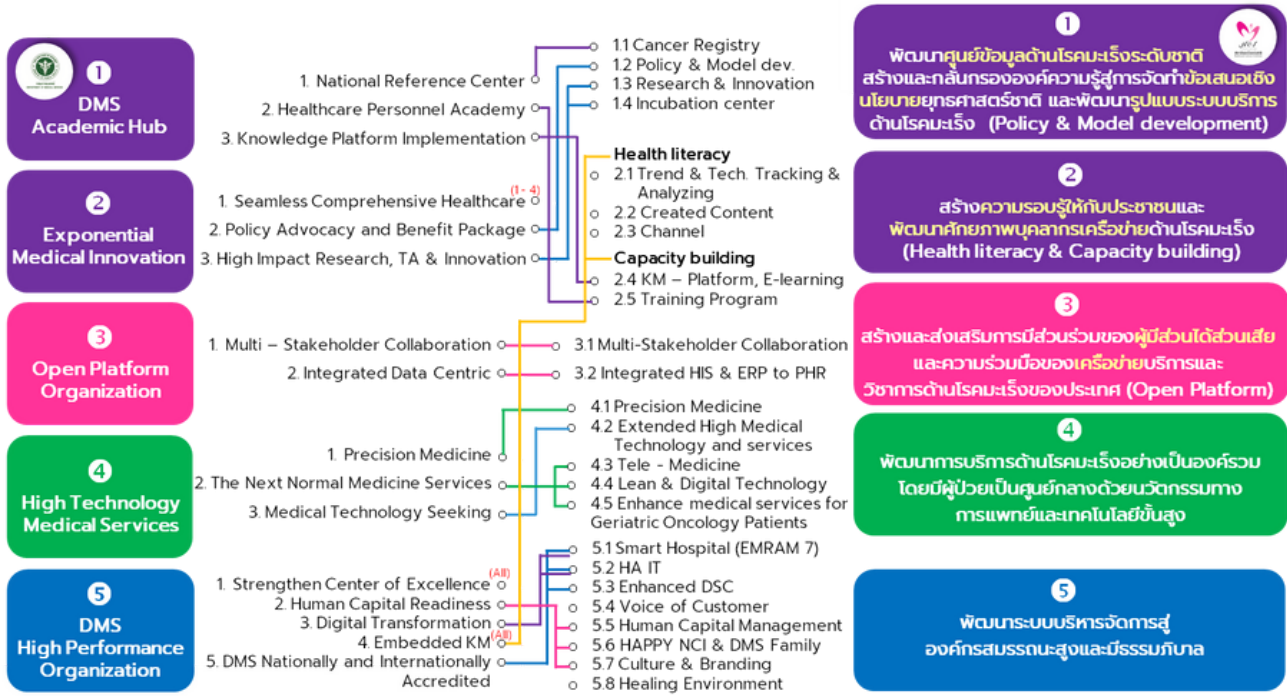 1
DMS
Academic Hub
2
Exponential
Medical Innovation
3
Open Platform
Organization
4
High Technology
Medical Services
5
DMS
High Performance
Organization
1. National Reference Center
2. Healthcare Personnel Academy
3. Knowledge Platform Implementation
(1- 4)
1. Seamless Comprehensive Healthcare
2. Policy Advocacy and Benefit Package
3. High Impact Research, TA & Innovation
1. Multi – Stakeholder Collaboration
2. Integrated Data Centric
1. Precision Medicine
2. The Next Normal Medicine Services
3. Medical Technology Seeking
(All)
1. Strengthen Center of Excellence
2. Human Capital Readiness
3. Digital Transformation
4. Embedded KM (All)
5. DMS Nationally and Internationally
Accredited
1.1 Cancer Registry
1.2 Policy & Model dev.
1.3 Research & Innovation
1.4 Incubation center
Health literacy
2.1 Trend & Tech. Tracking &
Analyzing
2.2 Created Content
2.3 Channel
Capacity building
2.4 KM – Platform, E-learning
2.5 Training Program
3.1 Multi-Stakeholder Collaboration
3.2 Integrated HIS & ERP to PHR
4.1 Precision Medicine
4.2 Extended High Medical
Technology and services
4.3 Tele - Medicine
4.4 Lean & Digital Technology
4.5 Enhance medical services for
Geriatric Oncology Patients
5.1 Smart Hospital (EMRAM 7)
5.2 HA IT
5.3 Enhanced DSC
5.4 Voice of Customer
5.5 Human Capital Management
5.6 HAPPY NCI & DMS Family
5.7 Culture & Branding
5.8 Healing Environment
1
พัฒนาศูนย์ข้อมูลด้านโรคมะเร็งระดับชาติ
สร้างและกลั่นกรององค์ความรู้สู่การจัดทำข้อเสนอเชิง
นโยบายยุทธศาสตร์ชาติ และพัฒนารูปแบบระบบบริการ
ด้านโรคมะเร็ง (Policy & Model development)
2
สร้างความรอบรู้ให้กับประชาชนและ
พัฒนาศักยภาพบุคลากรเครือข่ายด้านโรคมะเร็ง
(Health literacy & Capacity building)
3
สร้างและส่งเสริมการมีส่วนร่วมของผู้มีส่วนได้ส่วนเสีย
และความร่วมมือของเครือข่ายบริการและ
วิชาการด้านโรคมะเร็งของประเทศ (Open Platform)
4
พัฒนาการบริการด้านโรคมะเร็งอย่างเป็นองค์รวม
โดยมีผู้ป่วยเป็นศูนย์กลางด้วยนวัตกรรมทาง
การแพทย์และเทคโนโลยีขั้นสูง
5
พัฒนาระบบบริหารจัดการสู่
องค์กรสมรรถนะสูงและมีธรรมภิบาล